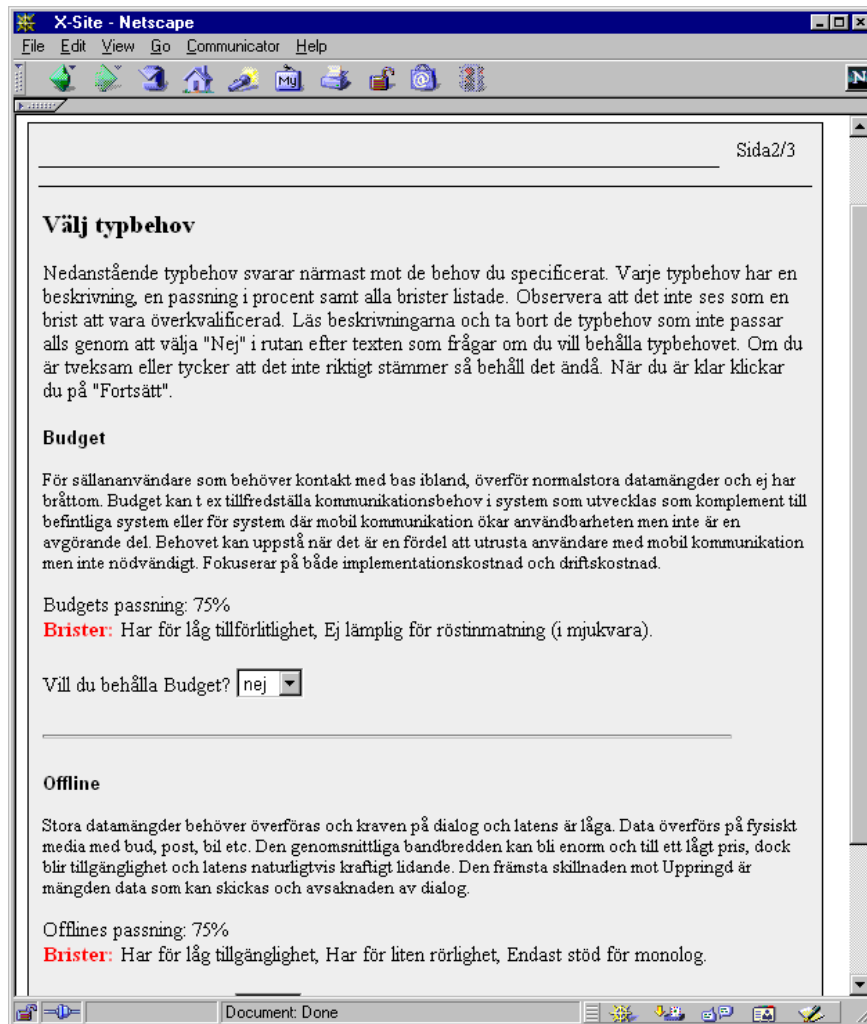 X-Site - Netscape
File Edit View Go Communicator Help
My
N
Sida2/3
Välj typbehov
Nedanstående typbehov svarar närmast mot de behov du specificerat. Varje typbehov har en
beskrivning, en passning i procent samt alla brister listade. Observera att det inte ses som en
brist att vara överkvalificerad. Läs beskrivningarna och ta bort de typbehov som inte passar
alls genom att välja "Nej" i rutan efter texten som frågar om du vill behålla typbehovet. Om du
är tveksam eller tycker att det inte riktigt stämmer så behåll det ändå. När du är klar klickar
du på "Fortsätt".
Budget
För sällananvändare som behöver kontakt med bas ibland, överför normalstora datamängder och ej har
bråttom. Budget kan t ex tillfredställa kommunikationsbehov i system som utvecklas som komplement till
befintliga system eller för system där mobil kommunikation ökar användbarheten men inte är en
avgörande del. Behovet kan uppstå när det är en fördel att utrusta användare med mobil kommunikation
men inte nödvändigt. Fokuserar på både implementationskostnad och driftskostnad.
Budgets passning: 75%
Brister: Har för låg tillförlitlighet, Ej lämplig för röstinmatning (i mjukvara).
Vill du behålla Budget? nej
Offline
Stora datamängder behöver överföras och kraven på dialog och latens är låga. Data överförs på fysiskt
media med bud, post, bil etc. Den genomsnittliga bandbredden kan bli enorm och till ett lågt pris, dock
blir tillgänglighet och latens naturligtvis kraftigt lidande. Den främsta skillnaden mot Uppringd är
mängden data som kan skickas och avsaknaden av dialog.
Offlines passning: 75%
Brister: Har för låg tillgänglighet, Har för liten rörlighet, Endast stöd för monolog.
Document: Done